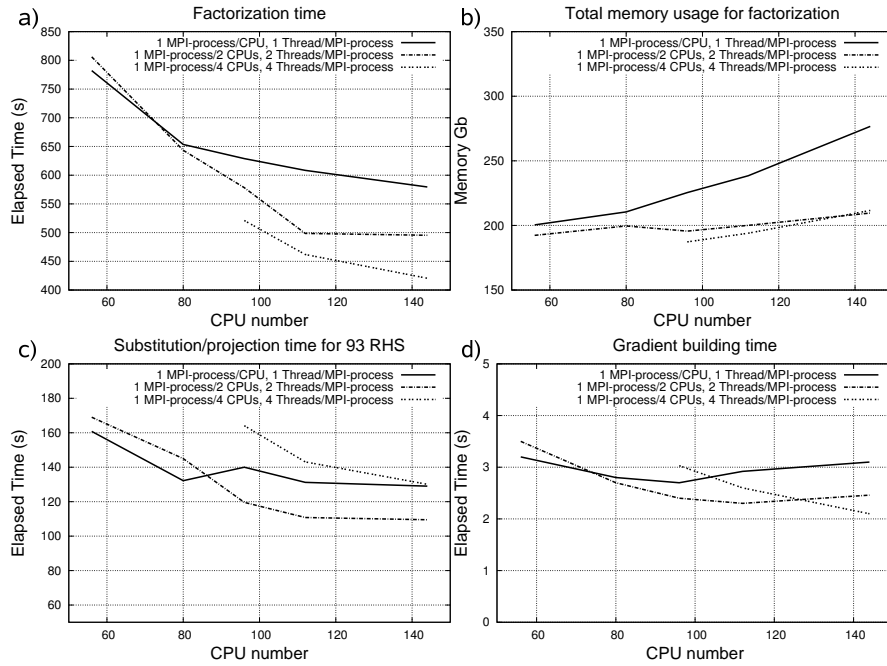 a)
Factorization time
850
800
750
700
650
600
550
500
450
400
60
80
100
120
140
Elapsed Time (s)
CPU number
1 MPI-process/CPU, 1 Thread/MPI-process
1 MPI-process/2 CPUs, 2 Threads/MPI-process
1 MPI-process/4 CPUs, 4 Threads/MPI-process
b)
Total memory usage for factorization
350
300
250
200
150
60
80
100
120
140
Memory Gb
CPU number
1 MPI-process/CPU, 1 Thread/MPI-process
1 MPI-process/2 CPUs, 2 Threads/MPI-process
1 MPI-process/4 CPUs, 4 Threads/MPI-process
c)
Substitution/projection time for 93 RHS
200
180
160
140
120
100
80
60
60
80
100
120
140
Elapsed Time (s)
CPU number
1 MPI-process/CPU, 1 Thread/MPI-process
1 MPI-process/2 CPUs, 2 Threads/MPI-process
1 MPI-process/4 CPUs, 4 Threads/MPI-process
d)
Gradient building time
5
4
3
2
1
0
60
80
100
120
140
Elapsed Time (s)
CPU number
1 MPI-process/CPU, 1 Thread/MPI-process
1 MPI-process/2 CPUs, 2 Threads/MPI-process
1 MPI-process/4 CPUs, 4 Threads/MPI-process